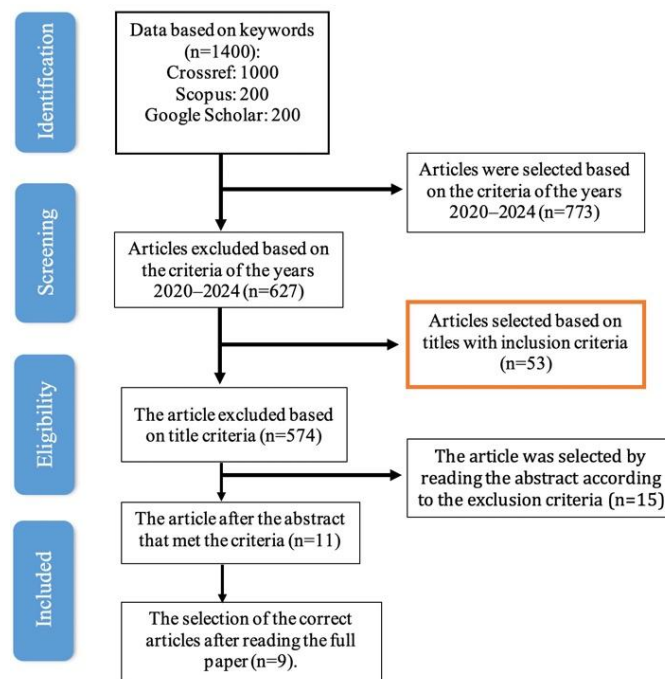 Identification
Data based on keywords
(n=1400):
Crossref: 1000
Scopus: 200
Google Scholar: 200
Articles were selected based
on the criteria of the years
2020–2024 (n=773)
Screening
Articles excluded based on
the criteria of the years
2020–2024 (n=627)
Articles selected based on
titles with inclusion criteria
(n=53)
Eligibility
The article excluded based
on title criteria (n=574)
The article was selected by
reading the abstract according
to the exclusion criteria (n=15)
Included
The article after the abstract
that met the criteria (n=11)
The selection of the correct
articles after reading the full
paper (n=9).